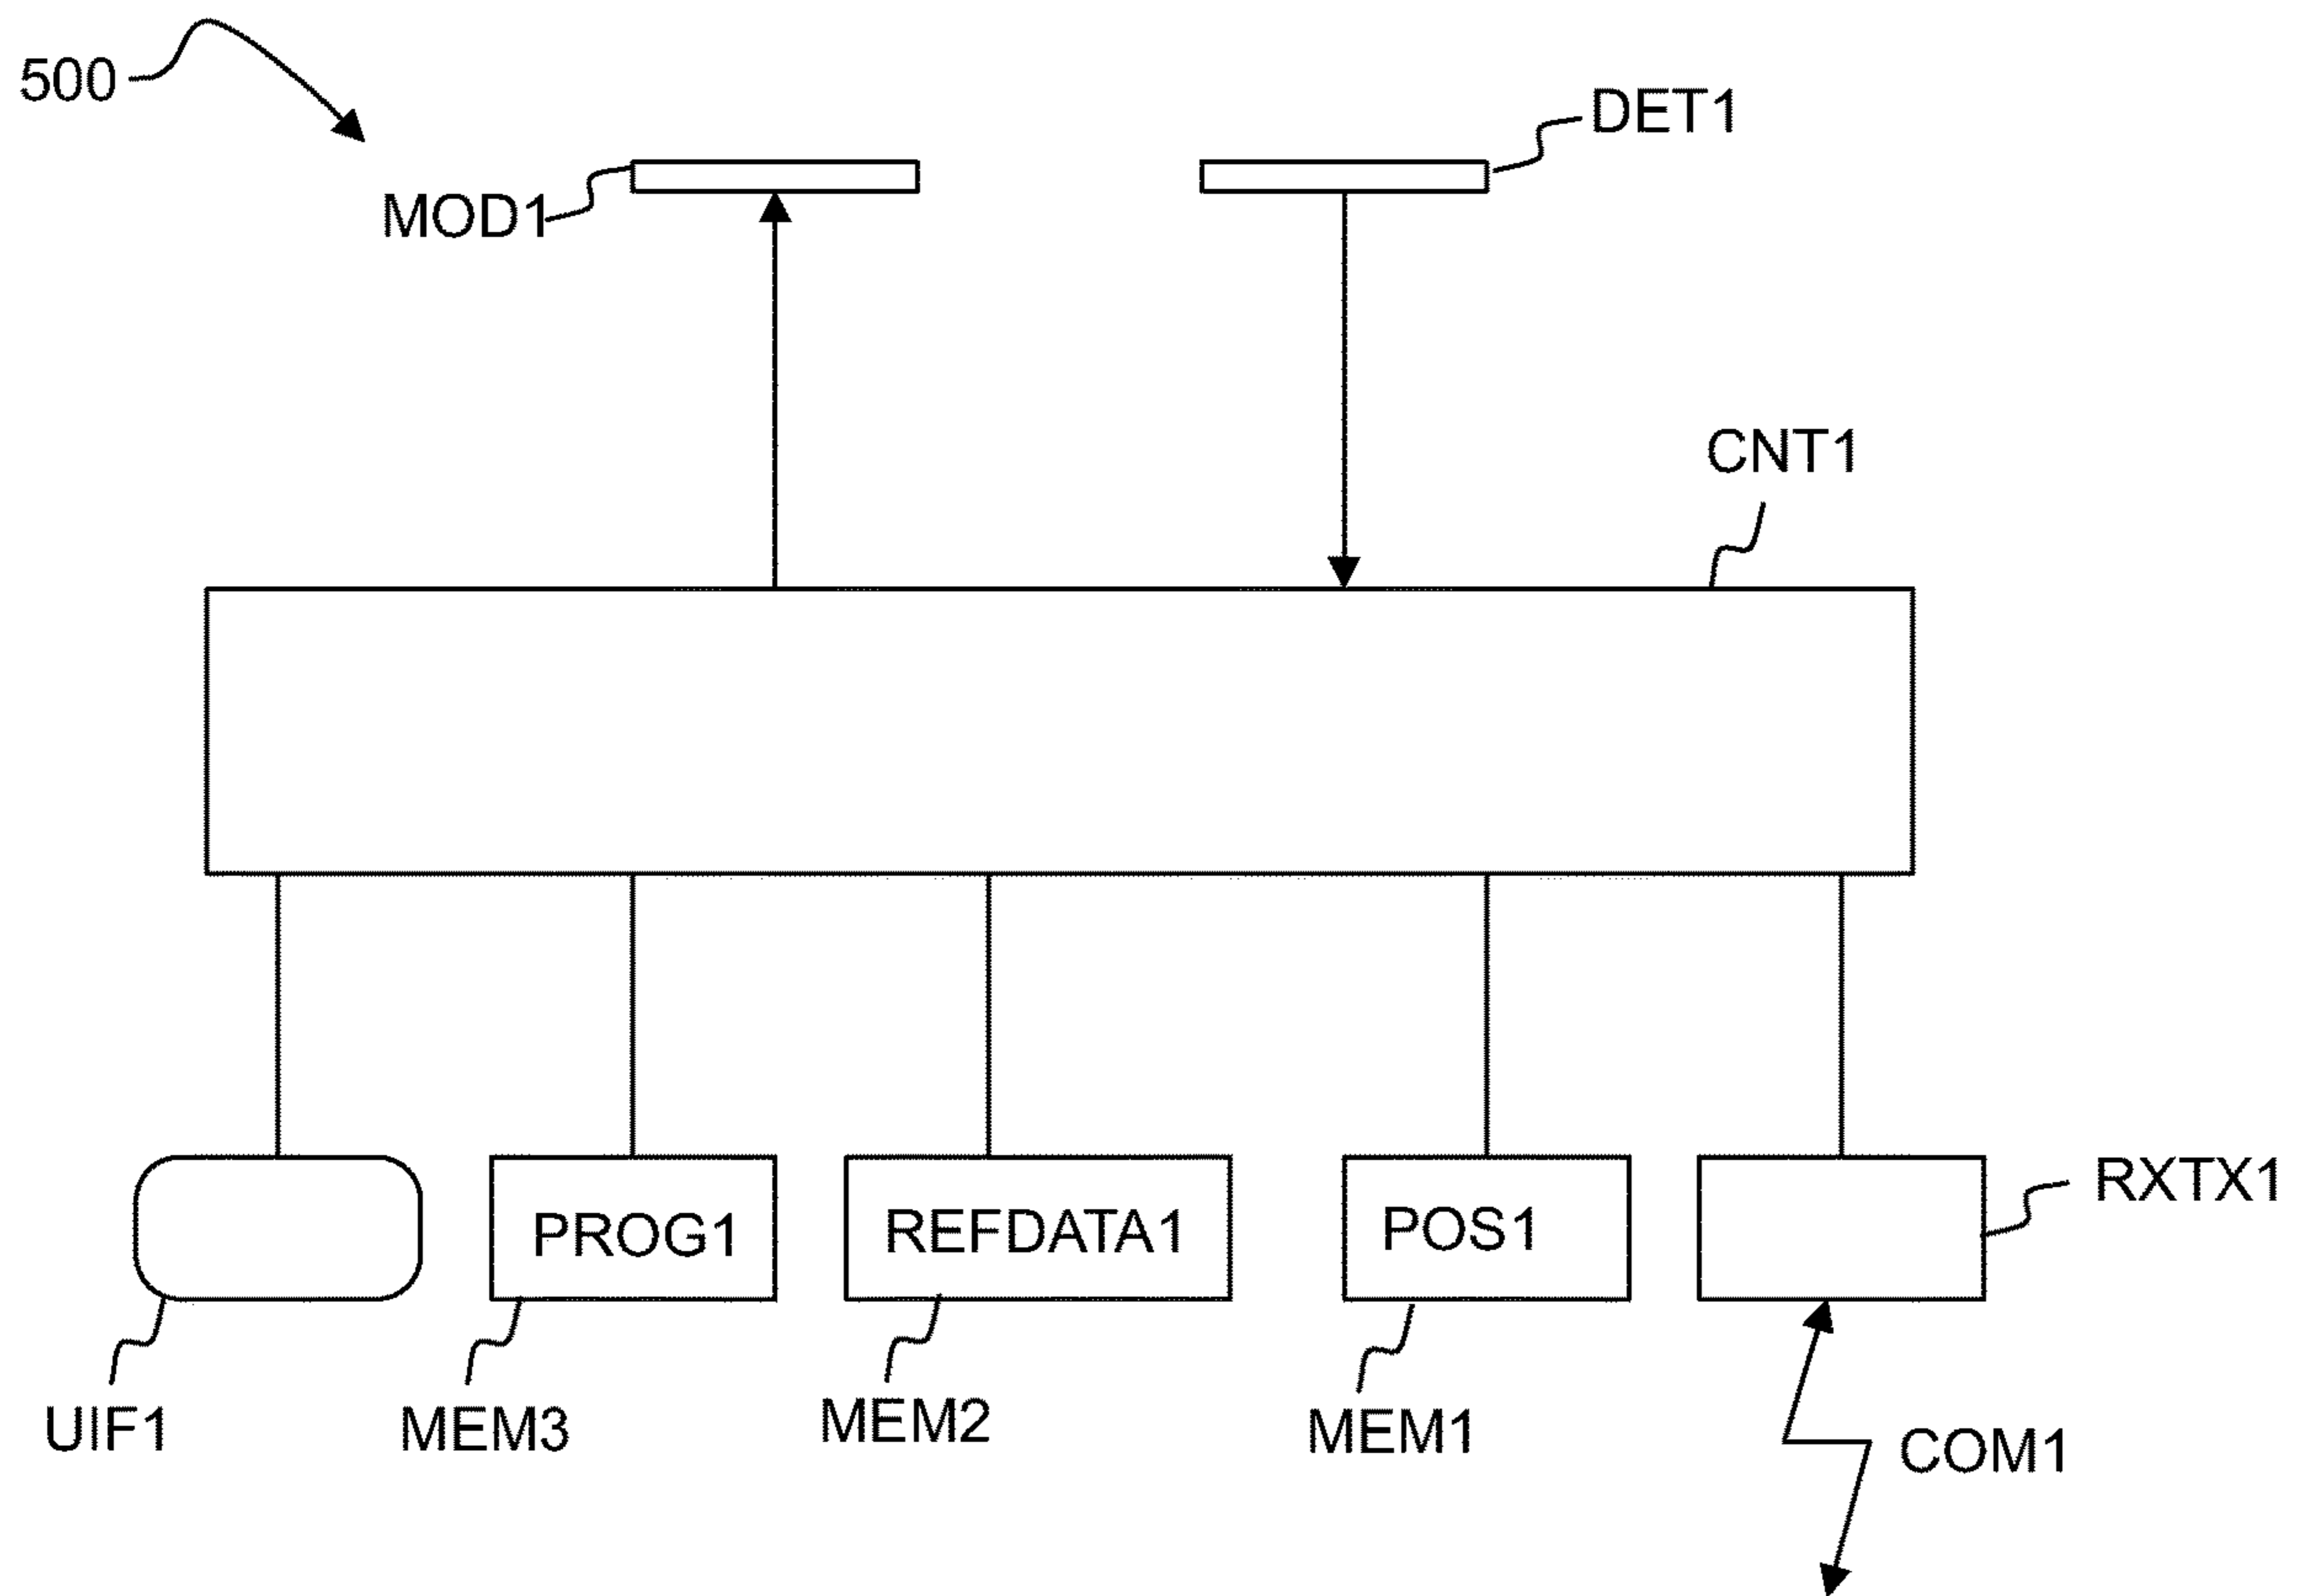 500
DET1
MOD1
CNT1
RXTX1
PROG1
REFDATA1
POS1
UIF1
MEM3
MEM2
MEM1
COM1